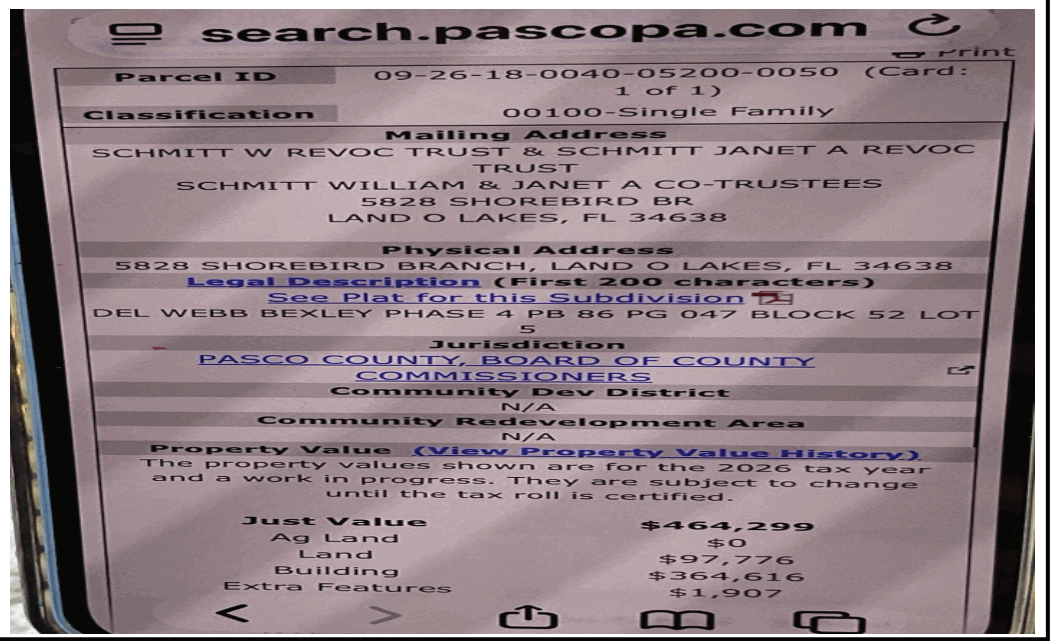 search.pascopa.com
Print
Parcel ID 09-26-18-0040-05200-0050 (Card: 1 of 1)
Classification 00100-Single Family
Mailing Address
SCHMITT W REVOC TRUST & SCHMITT JANET A REVOC
TRUST
SCHMITT WILLIAM & JANET A CO-TRUSTEES
5828 SHOREBIRD BR
LAND O LAKES, FL 34638
Physical Address
5828 SHOREBIRD BRANCH, LAND O LAKES, FL 34638
Legal Description (First 200 characters)
See Plat for this Subdivision
DEL WEBB BEXLEY PHASE 4 PB 86 PG 047 BLOCK 52 LOT
5
Jurisdiction
PASCO COUNTY, BOARD OF COUNTY
COMMISSIONERS
Community Dev District
N/A
Community Redevelopment Area
N/A
Property Value (View Property Value History)
The property values shown are for the 2026 tax year
and a work in progress. They are subject to change
until the tax roll is certified.
Just Value $464,299
Ag Land $0
Land $97,776
Building $364,616
Extra Features $1,907